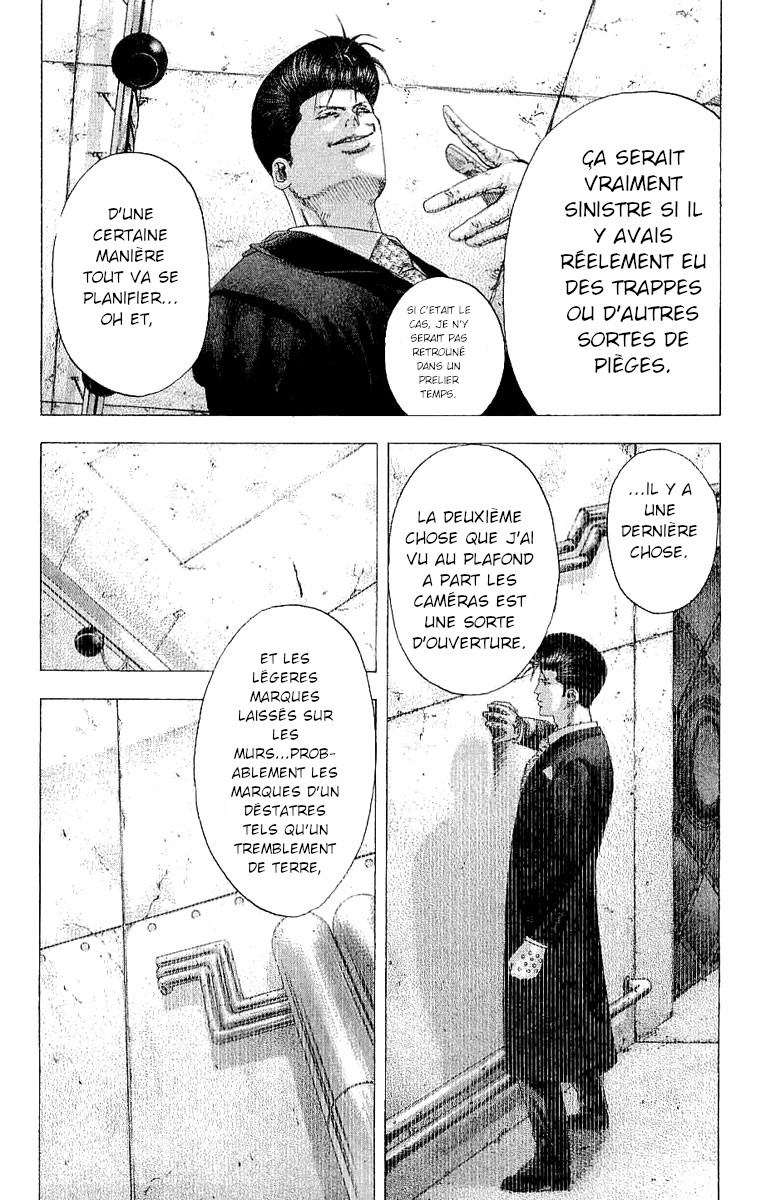 ÇA SERAIT
VRAIMENT
SINISTRE SI IL
Y AVAIS
RÉELEMENT EU
DES TRAPPES
OU D'AUTRES
SORTES DE
PIÈGES.
SI C'ETAIT LE
CAS, JE N'Y
SERAIT PAS
RETROUNÉ
DANS UN
PRELIER
TEMPS.
D'UNE
CERTAINE
MANIÈRE
TOUT VA SE
PLANIFIER...
OH ET,
...IL Y A
UNE
DERNIÈRE
CHOSE.
LA DEUXIÈME
CHOSE QUE J'AI
VU AU PLAFOND
A PART LES
CAMÉRAS EST
UNE SORTE
D'OUVERTURE.
ET LES
LÉGERES
MARQUES
LAISSÉS SUR
LES
MURS...PROB-
ABLEMENT LES
MARQUES D'UN
DÉSTATRES
TELS QU'UN
TREMBLEMENT
DE TERRE,